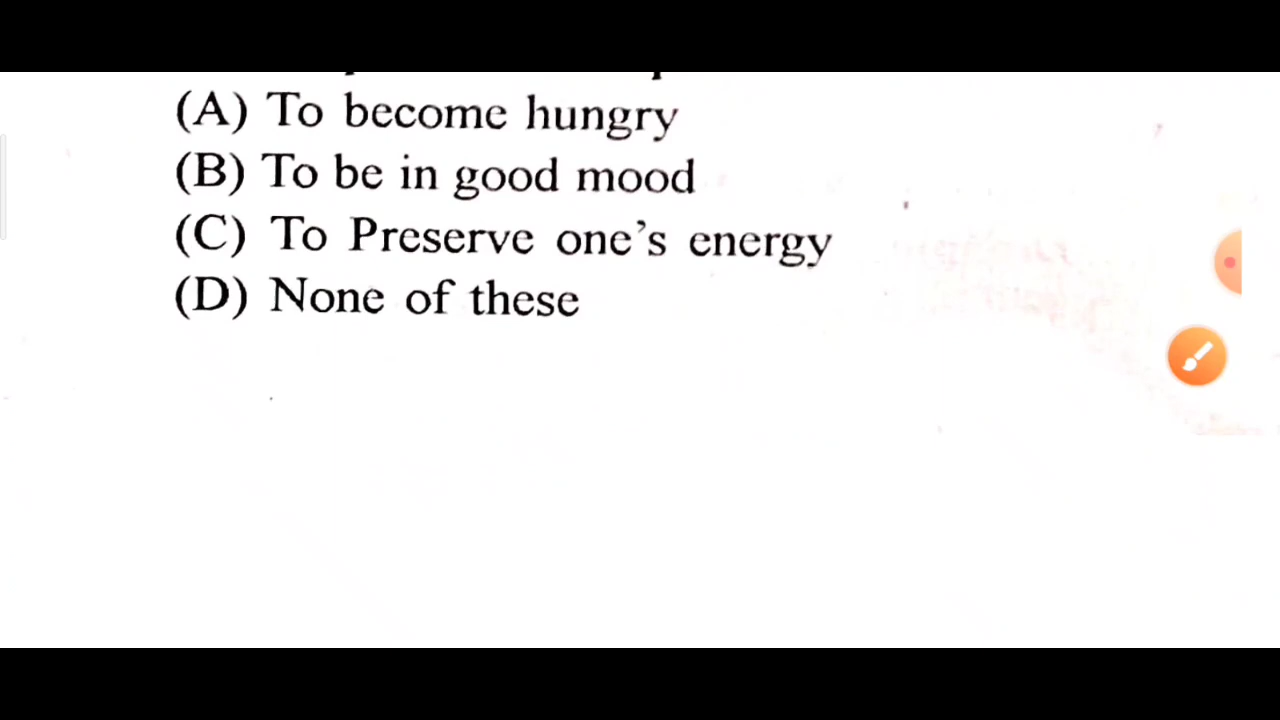 (A) To become hungry
(B) To be in good mood
(C) To Preserve one's energy
(D) None of these